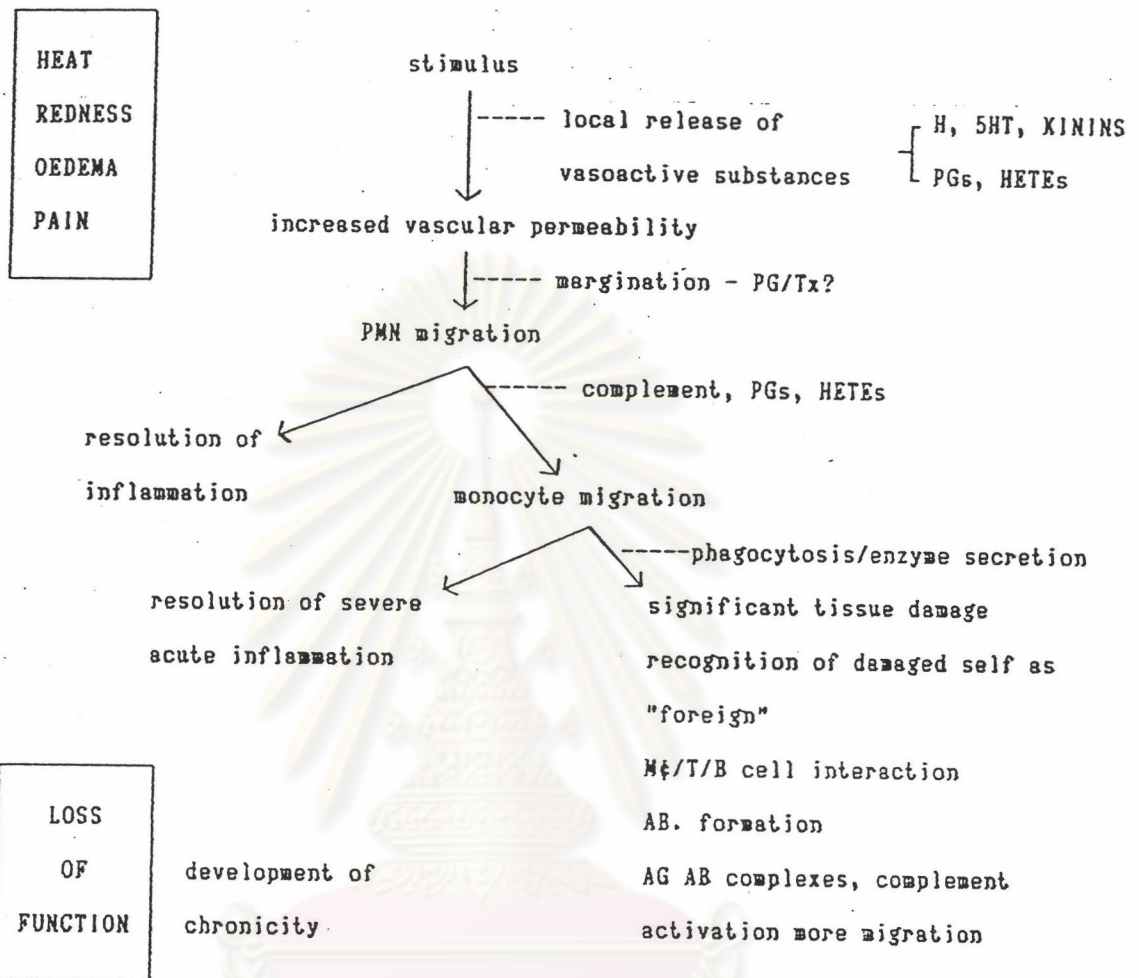 HEAT
REDNESS
OEDEMA
PAIN
stimulus
local release of
vasoactive substances
H, 5HT, KININS
PGs, HETEs
increased vascular permeability
margination - PG/Tx?
PMN migration
complement, PGs, HETEs
resolution of
inflammation
monocyte migration
phagocytosis/enzyme secretion
resolution of severe
acute inflammation
significant tissue damage
recognition of damaged self as
"foreign"
M¢/T/B cell interaction
AB. formation
AG AB complexes, complement
activation more migration
LOSS
OF
FUNCTION
development of
chronicity